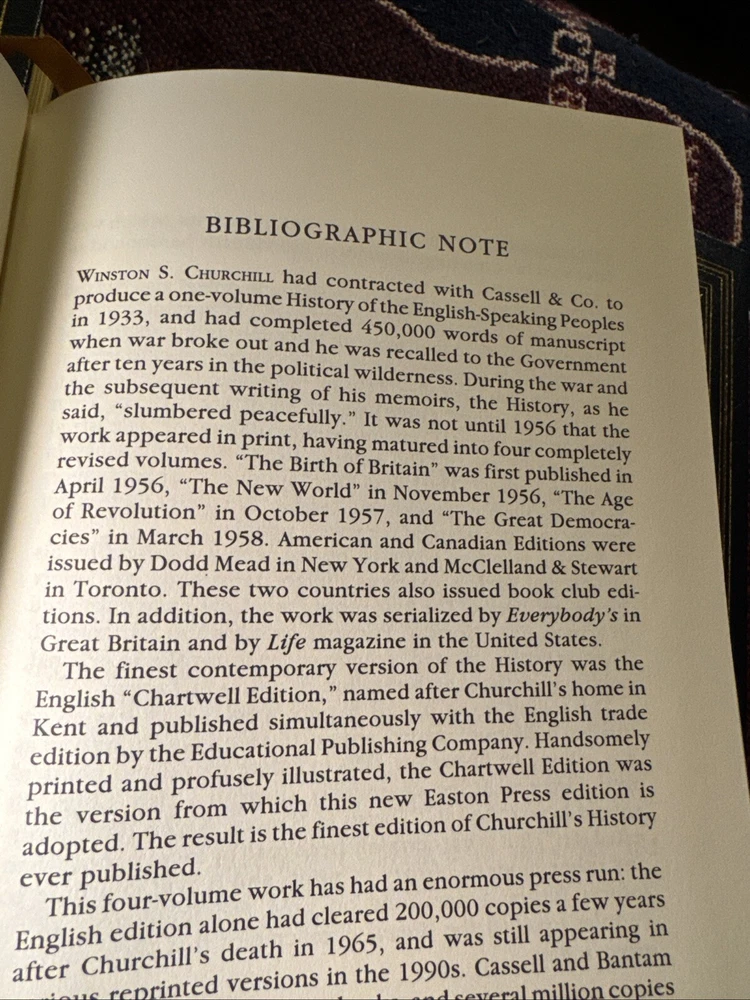 BIBLIOGRAPHIC NOTE
WINSTON S. CHURCHILL had contracted with Cassell & Co. to
produce a one-volume History of the English-Speaking Peoples
in 1933, and had completed 450,000 words of manuscript
when war broke out and he was recalled to the Government
after ten years in the political wilderness. During the war and
the subsequent writing of his memoirs, the History, as he
said, “slumbered peacefully.” It was not until 1956 that the
work appeared in print, having matured into four completely
revised volumes. “The Birth of Britain” was first published in
April 1956, “The New World” in November 1956, “The Age
of Revolution” in October 1957, and “The Great Democra-
cies” in March 1958. American and Canadian Editions were
issued by Dodd Mead in New York and McClelland & Stewart
in Toronto. These two countries also issued book club edi-
tions. In addition, the work was serialized by Everybody’s in
Great Britain and by Life magazine in the United States.
The finest contemporary version of the History was the
English “Chartwell Edition,” named after Churchill’s home in
Kent and published simultaneously with the English trade
edition by the Educational Publishing Company. Handsomely
printed and profusely illustrated, the Chartwell Edition was
the version from which this new Easton Press edition is
adopted. The result is the finest edition of Churchill’s History
ever published.
This four-volume work has had an enormous press run: the
English edition alone had cleared 200,000 copies a few years
after Churchill’s death in 1965, and was still appearing in
reprinted versions in the 1990s. Cassell and Bantam
and several million copies